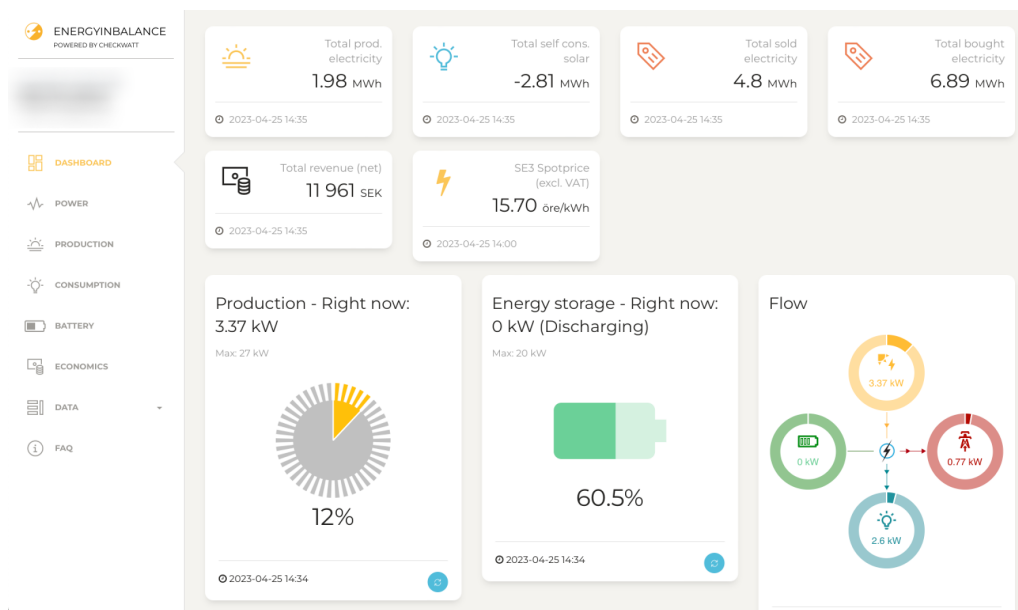 ENERGYINBALANCE
POWERED BY CHECKWATT
DASHBOARD
POWER
PRODUCTION
CONSUMPTION
BATTERY
ECONOMICS
DATA
FAQ
Total prod.
electricity
1.98 MWh
2023-04-25 14:35
Total self cons.
solar
-2.81 MWh
2023-04-25 14:35
Total sold
electricity
4.8 MWh
2023-04-25 14:35
Total bought
electricity
6.89 MWh
2023-04-25 14:35
Total revenue (net)
11 961 SEK
2023-04-25 14:35
SE3 Spotprice
(excl. VAT)
15.70 öre/kWh
2023-04-25 14:00
Production - Right now:
3.37 kW
Max: 27 kW
12%
2023-04-25 14:34
Energy storage - Right now:
0 kW (Discharging)
Max: 20 kW
60.5%
2023-04-25 14:34
Flow
3.37 kW
0 kW
0.77 kW
2.6 kW